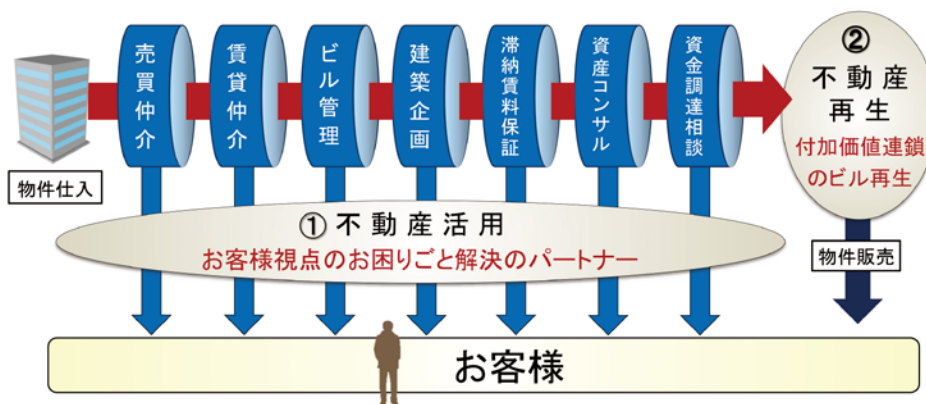 物件仕入
売買仲介
賃貸仲介
ビル管理
建築企画
滞納賃料保証
資産コンサル
資金調達相談
②
不動産
再生
付加価値連鎖
のビル再生
①不動産活用
お客様視点のお困りごと解決のパートナー
物件販売
お客様